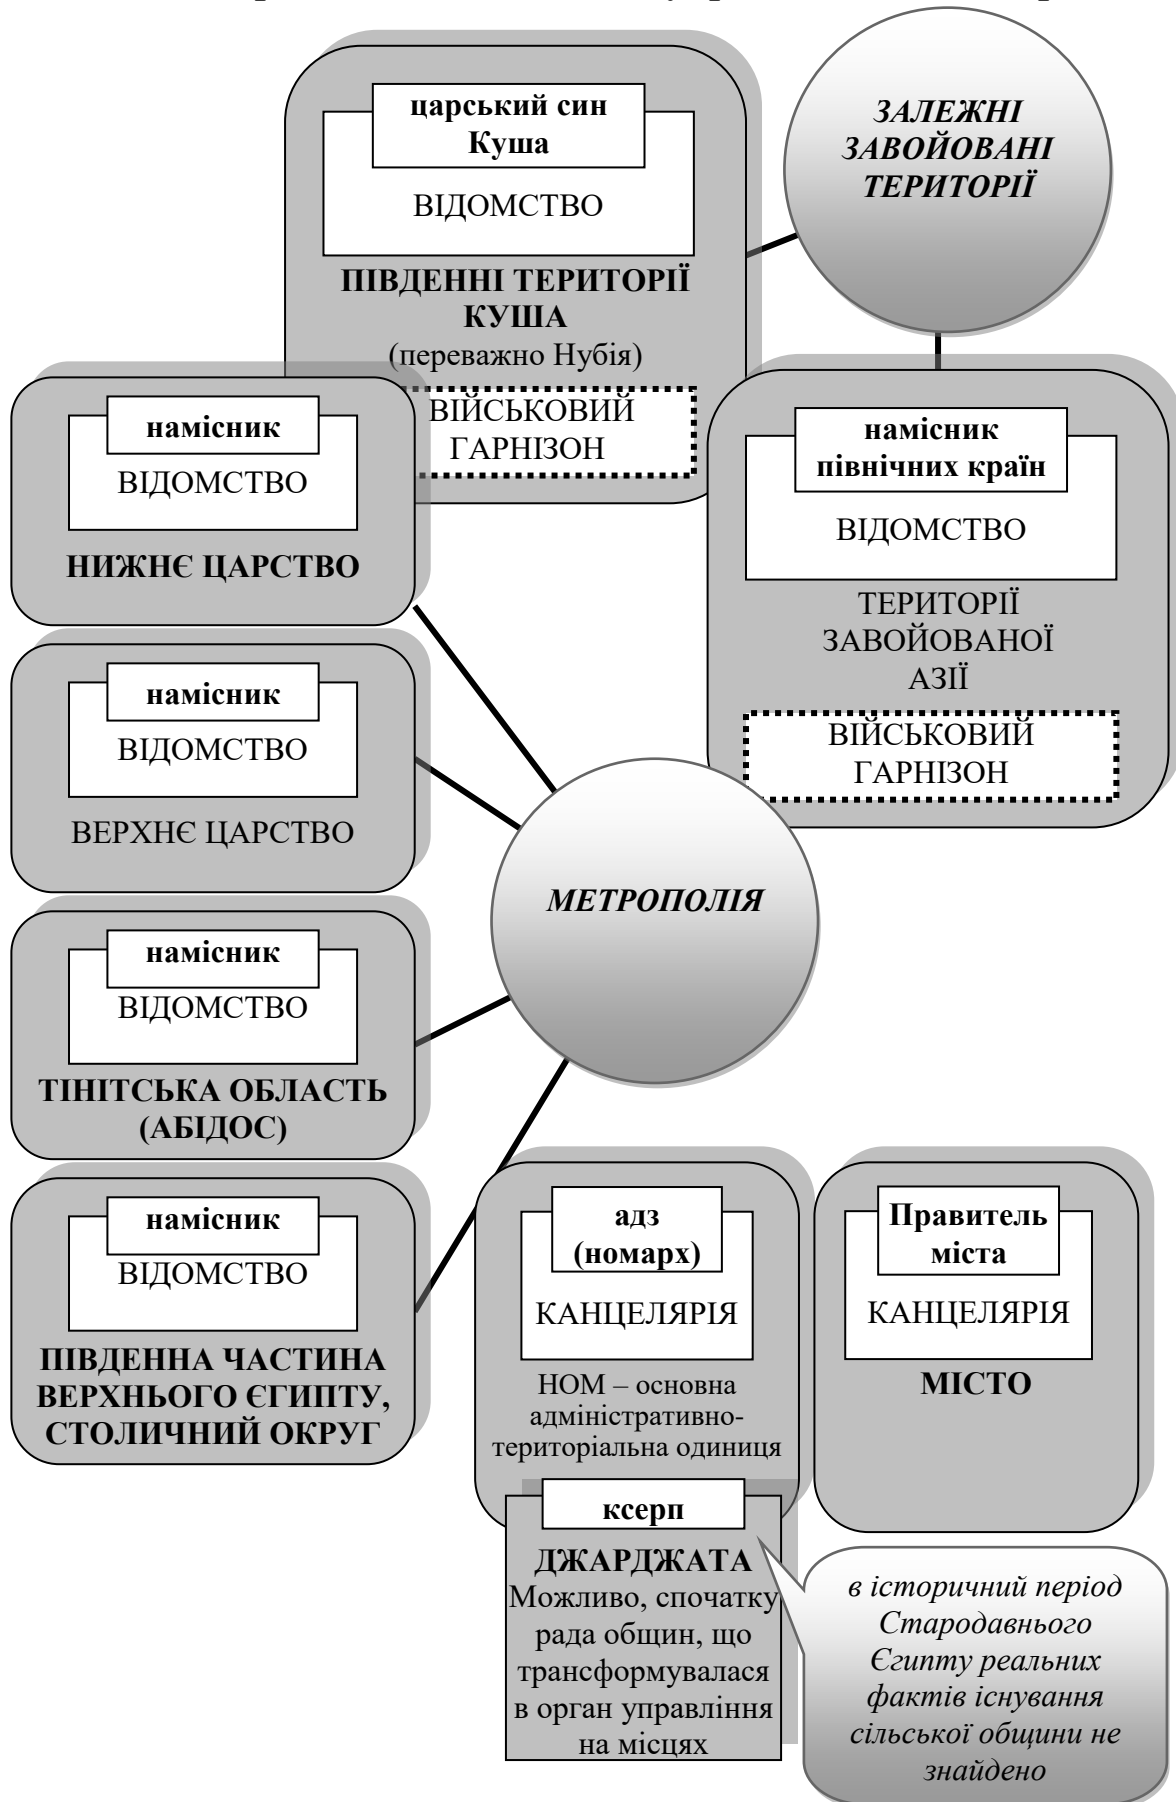 царський син
Куша
ВІДОМСТВО
ПІВДЕННІ ТЕРИТОРІЇ
КУША
(переважно Нубія)
ВІЙСЬКОВИЙ
ГАРНІЗОН
ЗАЛЕЖНІ
ЗАВОЙОВАНІ
ТЕРИТОРІЇ
намісник
ВІДОМСТВО
НИЖНЄ ЦАРСТВО
намісник
північних країн
ВІДОМСТВО
ТЕРИТОРІЇ
ЗАВОЙОВАНОЇ
АЗІЇ
ВІЙСЬКОВИЙ
ГАРНІЗОН
намісник
ВІДОМСТВО
ВЕРХНЄ ЦАРСТВО
МЕТРОПОЛІЯ
намісник
ВІДОМСТВО
ТІНІТСЬКА ОБЛАСТЬ
(АБІДОС)
намісник
ВІДОМСТВО
ПІВДЕННА ЧАСТИНА
ВЕРХНЬОГО ЄГИПТУ,
СТОЛИЧНИЙ ОКРУГ
адз
(номарх)
КАНЦЕЛЯРІЯ
НОМ – основна
адміністративно-
територіальна одиниця
Правитель
міста
КАНЦЕЛЯРІЯ
МІСТО
ксерп
ДЖАРДЖАТА
Можливо, спочатку
рада общин, що
трансформувалася
в орган управління
на місцях
в історичний період
Стародавнього
Єгипту реальних
фактів існування
сільської общини не
знайдено